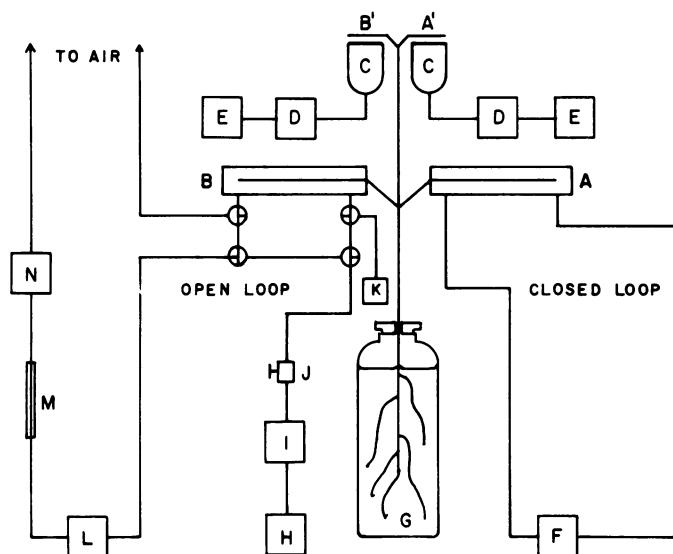 B' A'
TO AIR
C C
E D D E
B A
N K
OPEN LOOP CLOSED LOOP
H J
M
I
G
L H F